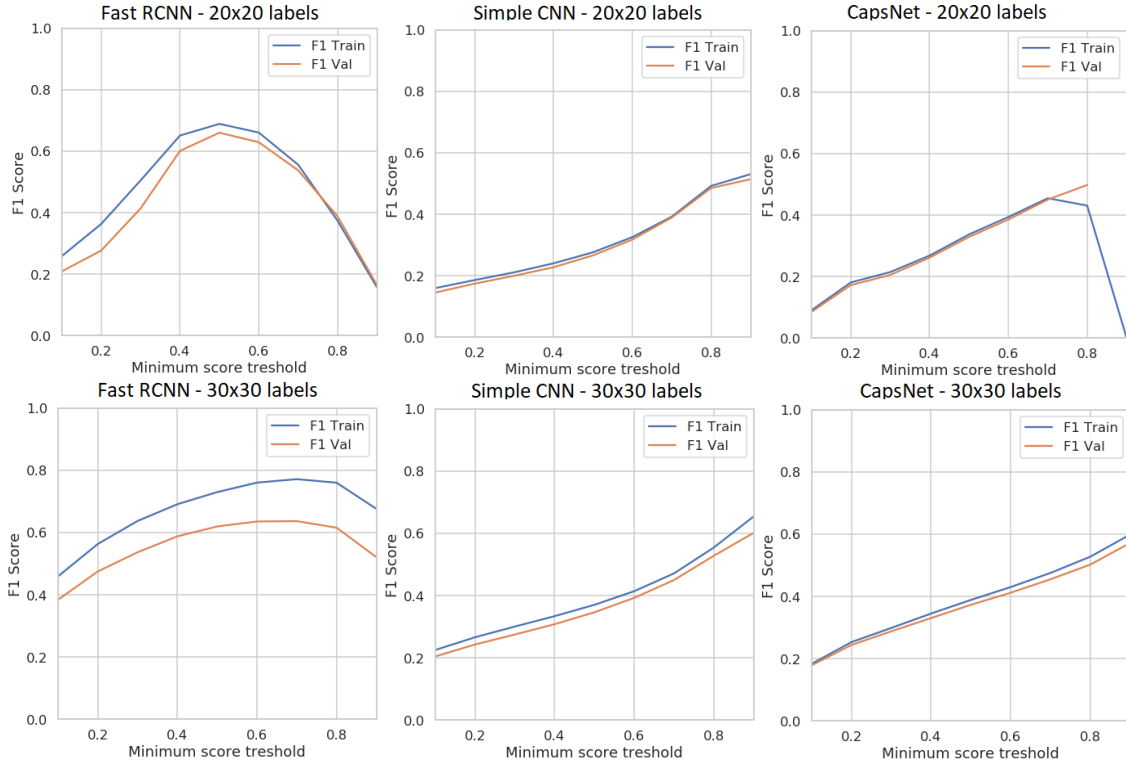 Fast RCNN - 20x20 labels
1.0
0.8
0.6
0.4
0.2
0.0
F1 Score
F1 Train
F1 Val
0.2 0.4 0.6 0.8
Minimum score treshold
Simple CNN - 20x20 labels
1.0
0.8
0.6
0.4
0.2
0.0
F1 Score
F1 Train
F1 Val
0.2 0.4 0.6 0.8
Minimum score treshold
CapsNet - 20x20 labels
1.0
0.8
0.6
0.4
0.2
0.0
F1 Score
F1 Train
F1 Val
0.2 0.4 0.6 0.8
Minimum score treshold
Fast RCNN - 30x30 labels
1.0
0.8
0.6
0.4
0.2
0.0
F1 Score
F1 Train
F1 Val
0.2 0.4 0.6 0.8
Minimum score treshold
Simple CNN - 30x30 labels
1.0
0.8
0.6
0.4
0.2
0.0
F1 Score
F1 Train
F1 Val
0.2 0.4 0.6 0.8
Minimum score treshold
CapsNet - 30x30 labels
1.0
0.8
0.6
0.4
0.2
0.0
F1 Score
F1 Train
F1 Val
0.2 0.4 0.6 0.8
Minimum score treshold